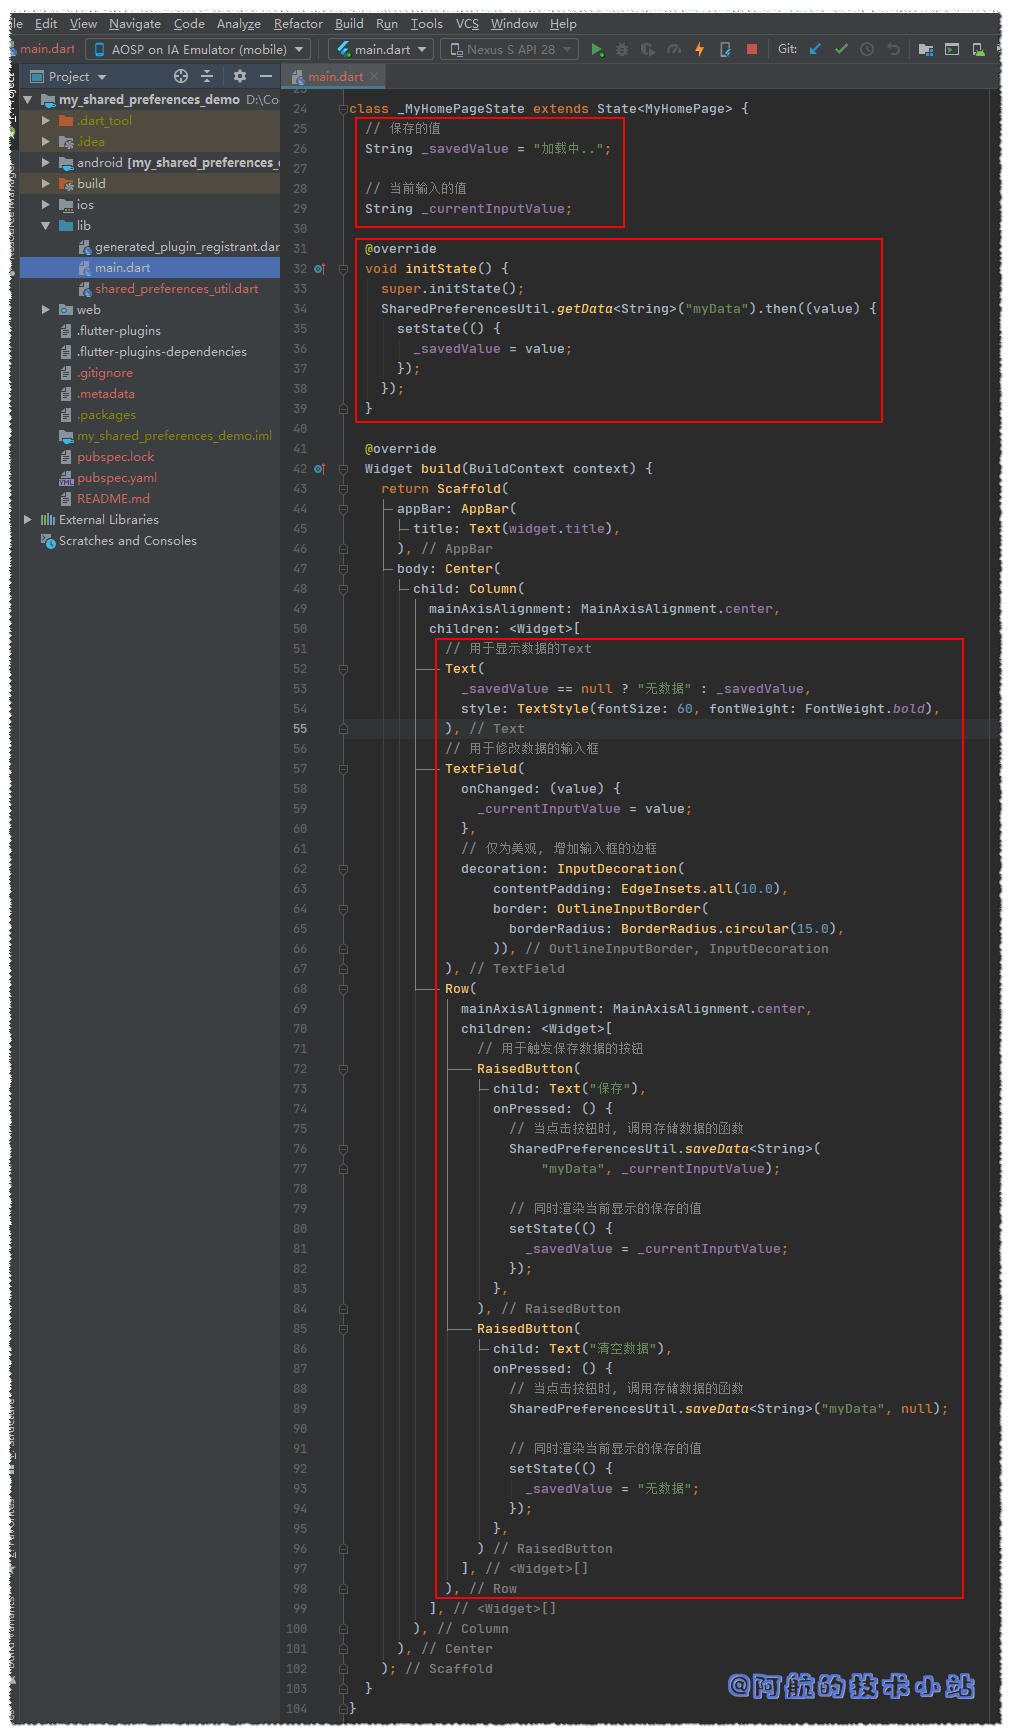 le Edit View Navigate Code Analyze Refactor Build Run Tools VCS Window Help
main.dart AOSP on IA Emulator (mobile) main.dart Nexus S API 28 Git:
Project main.dart
my_shared_preferences_demo D:\Co
.dart_tool
.idea
android [my_shared_preferences_
build
ios
lib
generated_plugin_registrant.dar
main.dart
shared_preferences_util.dart
web
.flutter-plugins
.flutter-plugins-dependencies
.gitignore
.metadata
.packages
my_shared_preferences_demo.iml
pubspec.lock
pubspec.yaml
README.md
External Libraries
Scratches and Consoles
24 class _MyHomePageState extends State<MyHomePage> {
25 // 保存的值
26 String _savedValue = "加载中..";
27
28 // 当前输入的值
29 String _currentInputValue;
30
31 @override
32 void initState() {
33 super.initState();
34 SharedPreferencesUtil.getData<String>("myData").then((value) {
35 setState(() {
36 _savedValue = value;
37 });
38 });
39 }
40
41 @override
42 Widget build(BuildContext context) {
43 return Scaffold(
44 appBar: AppBar(
45 title: Text(widget.title),
46 ), // AppBar
47 body: Center(
48 child: Column(
49 mainAxisAlignment: MainAxisAlignment.center,
50 children: <Widget>[
51 // 用于显示数据的Text
52 Text(
53 _savedValue == null ? "无数据" : _savedValue,
54 style: TextStyle(fontSize: 60, fontWeight: FontWeight.bold),
55 ), // Text
56 // 用于修改数据的输入框
57 TextField(
58 onChanged: (value) {
59 _currentInputValue = value;
60 },
61 // 仅为美观, 增加输入框的边框
62 decoration: InputDecoration(
63 contentPadding: EdgeInsets.all(10.0),
64 border: OutlineInputBorder(
65 borderRadius: BorderRadius.circular(15.0),
66 )), // OutlineInputBorder, InputDecoration
67 ), // TextField
68 Row(
69 mainAxisAlignment: MainAxisAlignment.center,
70 children: <Widget>[
71 // 用于触发保存数据的按钮
72 RaisedButton(
73 child: Text("保存"),
74 onPressed: () {
75 // 当点击按钮时, 调用存储数据的函数
76 SharedPreferencesUtil.saveData<String>(
77 "myData", _currentInputValue);
78
79 // 同时渲染当前显示的保存的值
80 setState(() {
81 _savedValue = _currentInputValue;
82 });
83 },
84 ), // RaisedButton
85 RaisedButton(
86 child: Text("清空数据"),
87 onPressed: () {
88 // 当点击按钮时, 调用存储数据的函数
89 SharedPreferencesUtil.saveData<String>("myData", null);
90
91 // 同时渲染当前显示的保存的值
92 setState(() {
93 _savedValue = "无数据";
94 });
95 },
96 ) // RaisedButton
97 ], // <Widget>[]
98 ), // Row
99 ], // <Widget>[]
100 ), // Column
101 ), // Center
102 ); // Scaffold
103 }
104 }
@阿航的技术小站